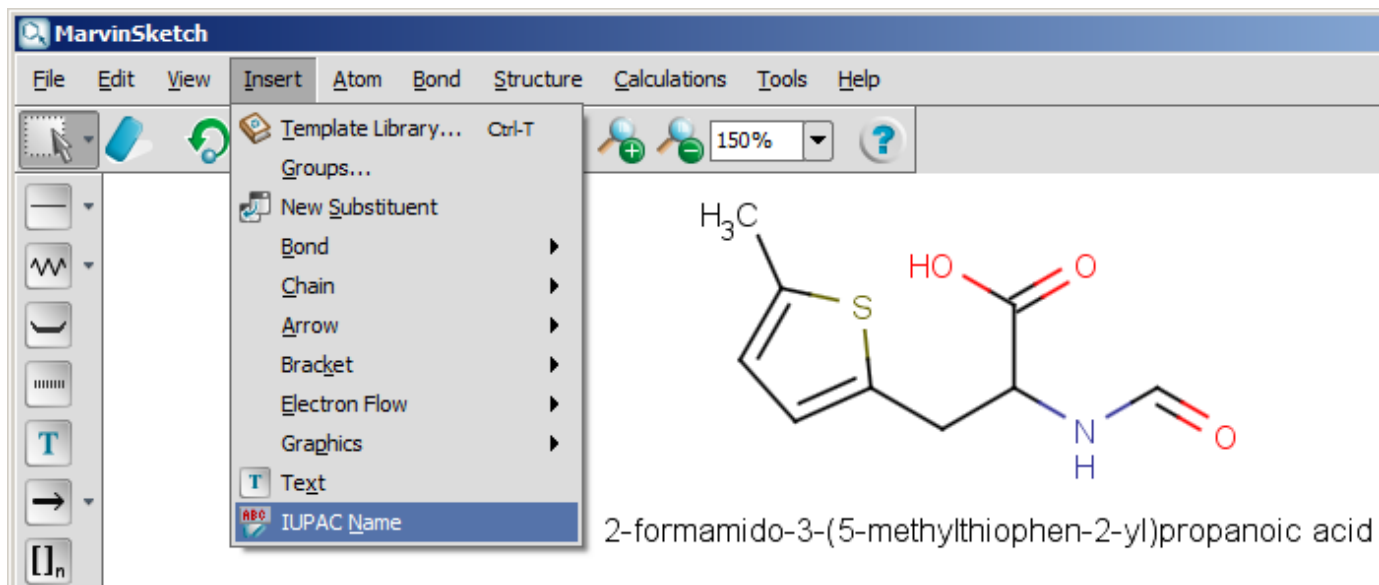 MarvinSketch
File Edit View Insert Atom Bond Structure Calculations Tools Help
Template Library... Ctrl-T
150%
?
Groups...
New Substituent
Bond
Chain
Arrow
Bracket
Electron Flow
Graphics
T Text
ABC IUPAC Name
T
[]n
H3C
S
HO
O
N
H
O
2-formamido-3-(5-methylthiophen-2-yl)propanoic acid